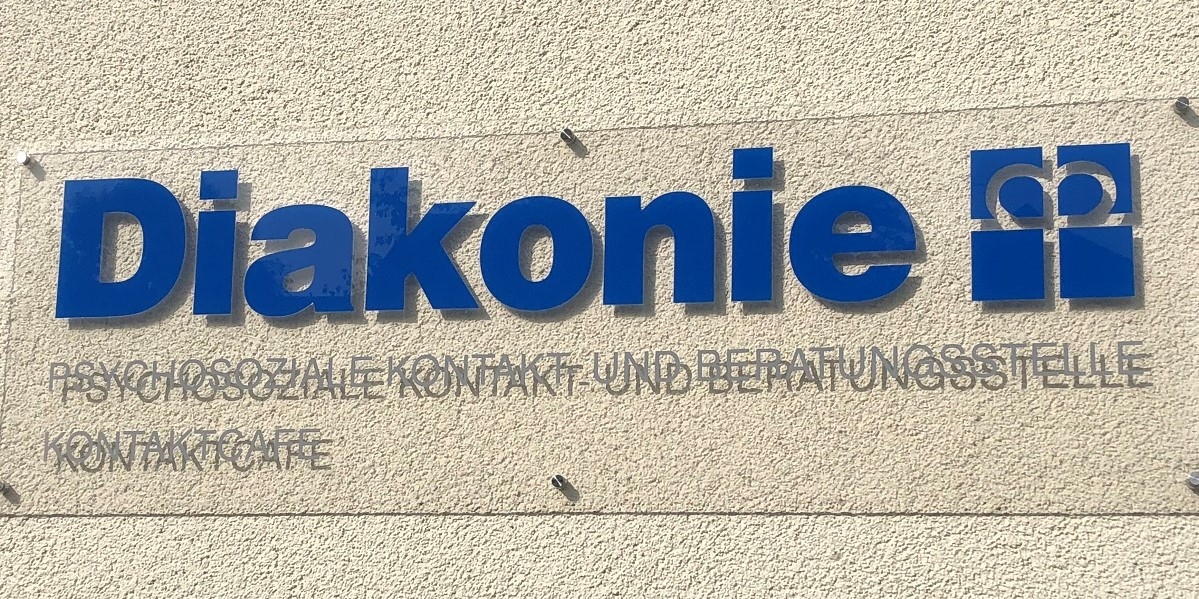 Diakonie
PSYCHOSOZIALE KONTAKT- UND BERATUNGSSTELLE
KONTAKTCAFE